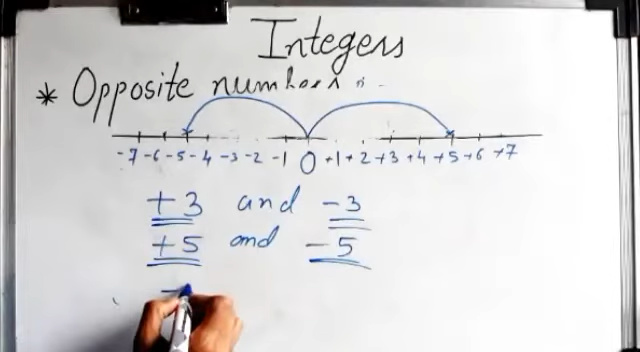 Integers
* Opposite numbers :-
-7 -6 -5 -4 -3 -2 -1 0 +1 +2 +3 +4 +5 +6 +7
+3 and -3
+5 and -5